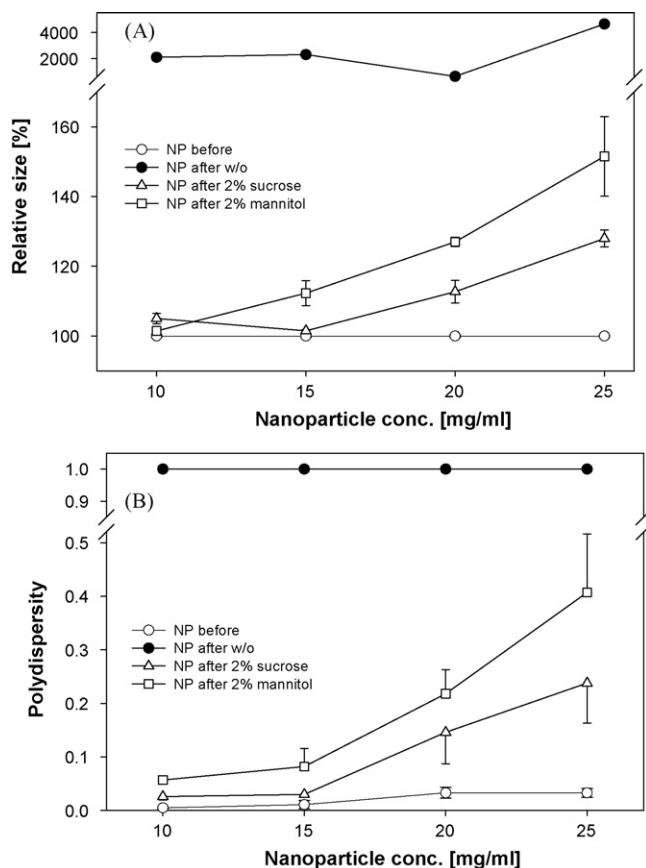 (A)
4000
2000
160
140
120
100
Relative size [%]
NP before
NP after w/o
NP after 2% sucrose
NP after 2% mannitol
10 15 20 25
Nanoparticle conc. [mg/ml]
(B)
1.0
0.9
0.5
0.4
0.3
0.2
0.1
0.0
Polydispersity
NP before
NP after w/o
NP after 2% sucrose
NP after 2% mannitol
10 15 20 25
Nanoparticle conc. [mg/ml]